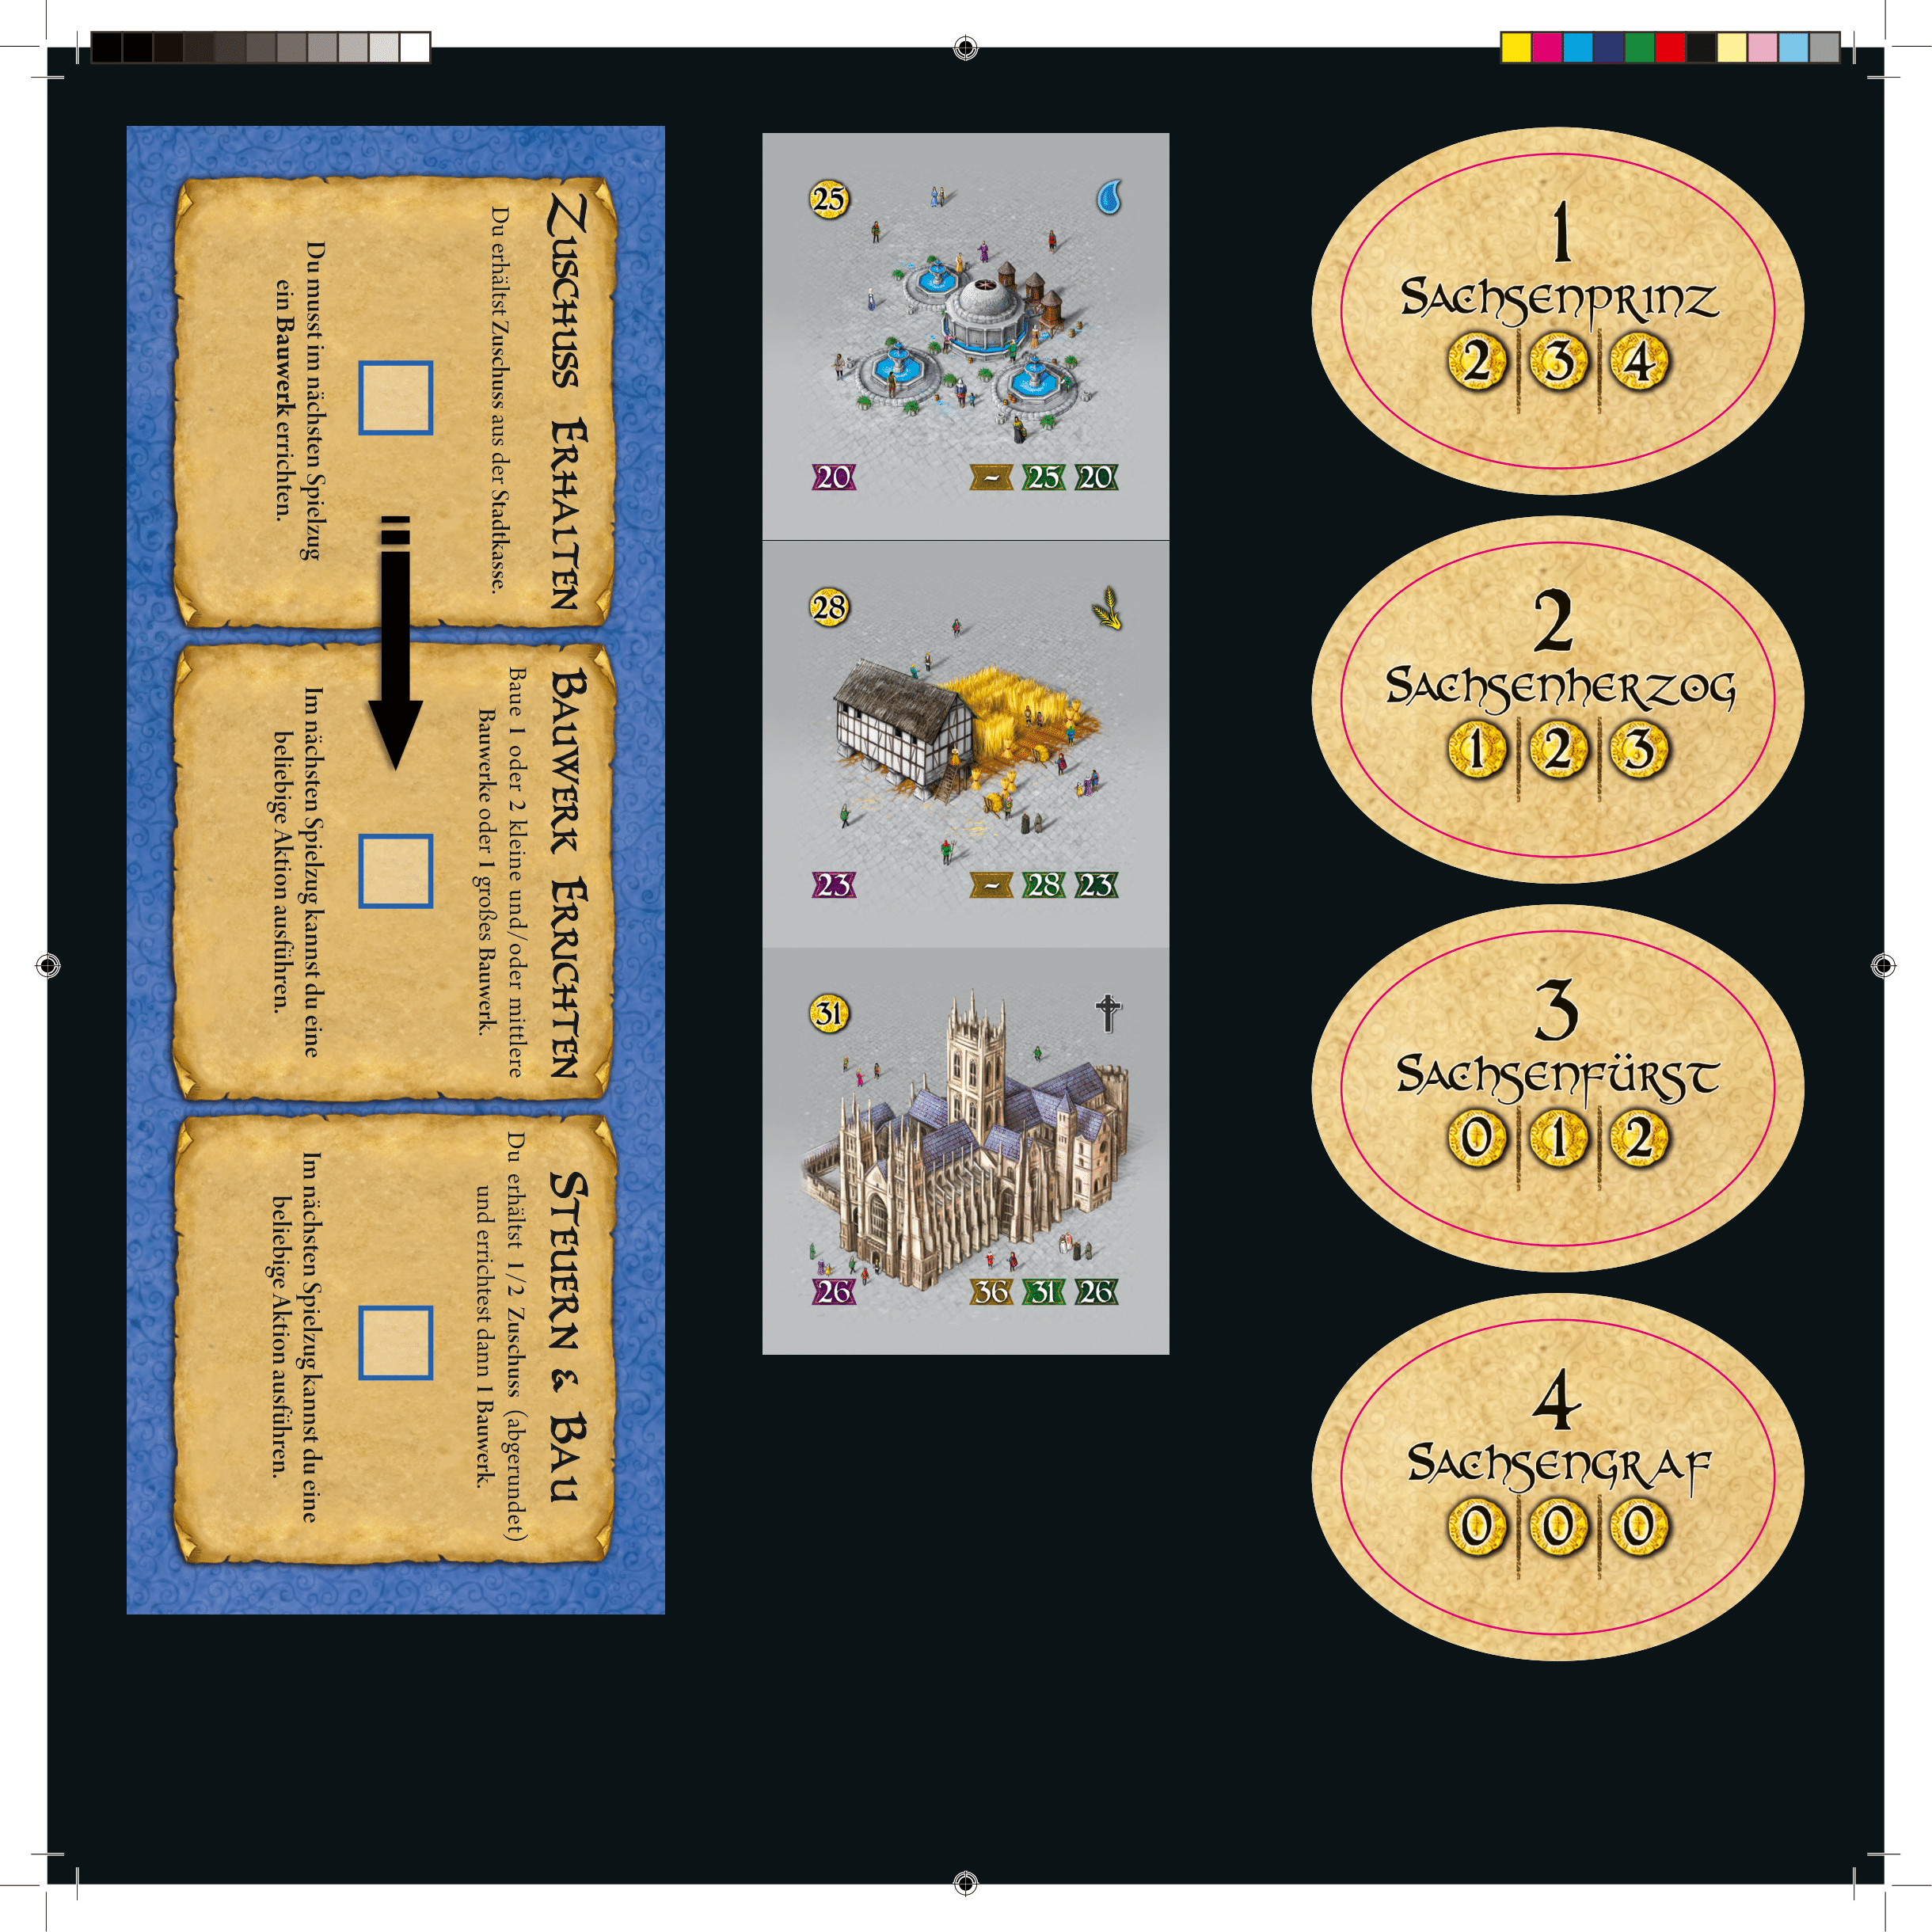 Zuschuss Erhalten
Du erhältst Zuschuss aus der Stadtkasse.
Du musst im nächsten Spielzug
ein Bauwerk errichten.
Bauwerk Errichten
Baue 1 oder 2 kleine und/oder mittlere
Bauwerke oder 1 großes Bauwerk.
Im nächsten Spielzug kannst du eine
beliebige Aktion ausführen.
Steuern & Bau
Du erhältst 1/2 Zuschuss (abgerundet)
und errichtest dann 1 Bauwerk.
Im nächsten Spielzug kannst du eine
beliebige Aktion ausführen.
25
20 ~ 25 20
28
23 ~ 28 23
31
26 36 31 26
1
Sachsenprinz
2 3 4
2
Sachsenherzog
1 2 3
3
Sachsenfürst
0 1 2
4
Sachsengraf
0 0 0